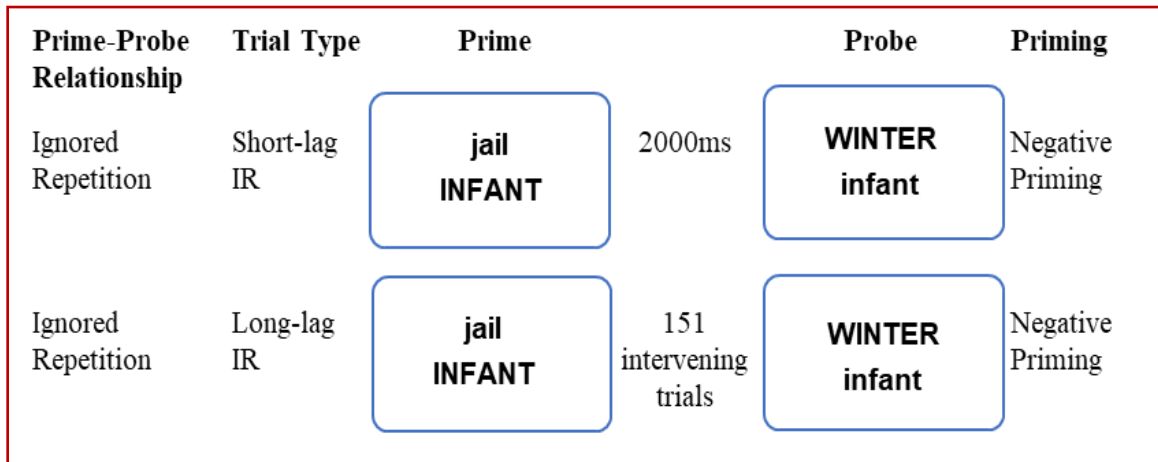 Prime-Probe Relationship Trial Type Prime Probe Priming
Ignored Repetition Short-lag IR jail INFANT 2000ms WINTER infant Negative Priming
Ignored Repetition Long-lag IR jail INFANT 151 intervening trials WINTER infant Negative Priming